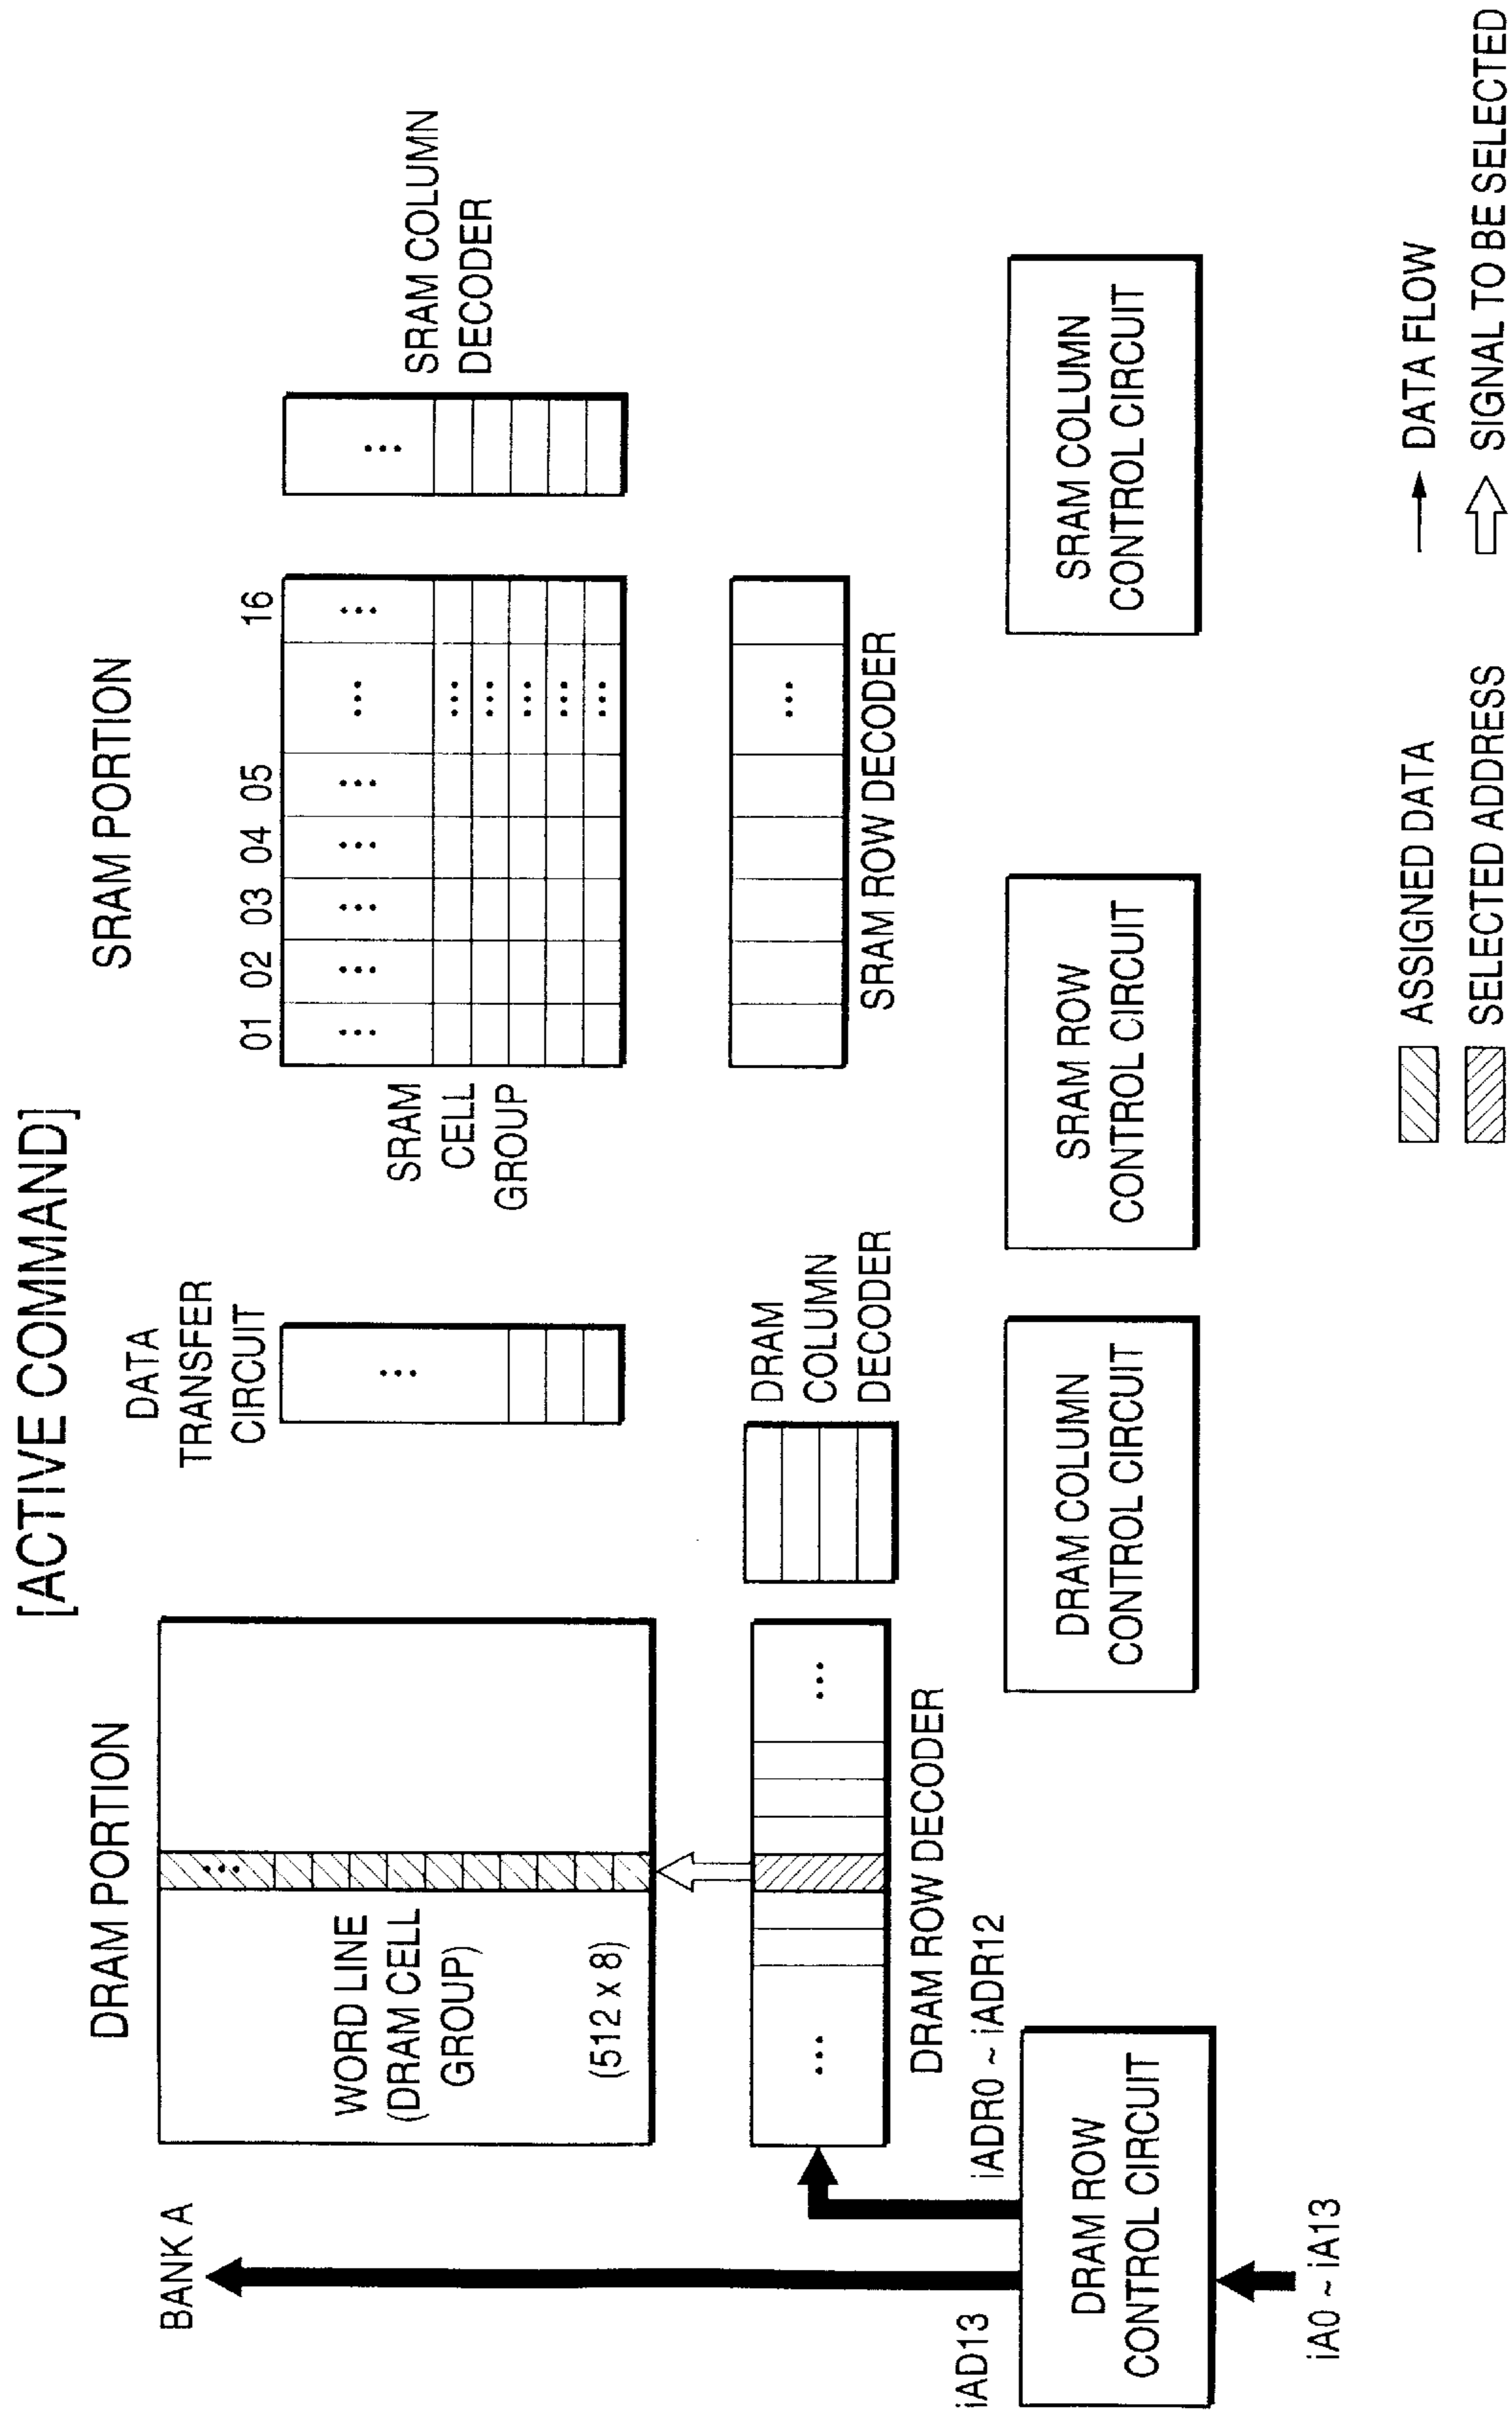 [ACTIVE COMMAND]
DRAM PORTION
DATA
TRANSFER
CIRCUIT
SRAM PORTION
BANK A
WORD LINE
(DRAM CELL
GROUP)
(512 x 8)
...
...
SRAM
CELL
GROUP
01 02 03 04 05 16
... ... ... ... ... ... ...
...
...
...
...
...
...
SRAM COLUMN
DECODER
... ...
DRAM ROW DECODER
DRAM
COLUMN
DECODER
...
SRAM ROW DECODER
iAD13
iADR0 ~ iADR12
DRAM ROW
CONTROL CIRCUIT
iA0 ~ iA13
DRAM COLUMN
CONTROL CIRCUIT
SRAM ROW
CONTROL CIRCUIT
SRAM COLUMN
CONTROL CIRCUIT
ASSIGNED DATA
DATA FLOW
SELECTED ADDRESS
SIGNAL TO BE SELECTED